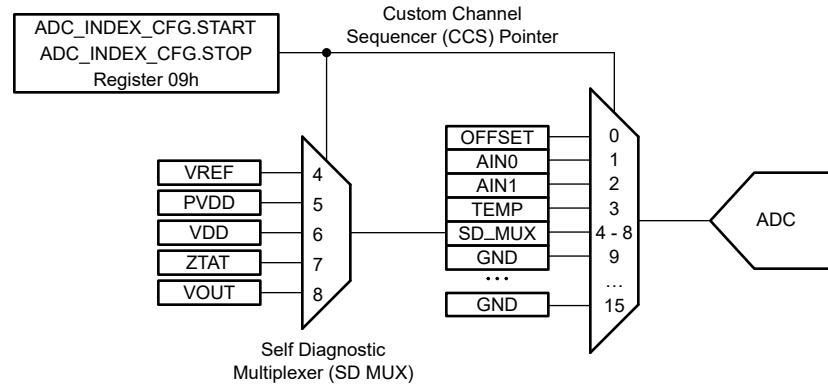 ADC_INDEX_CFG.START
ADC_INDEX_CFG.STOP
Register 09h
Custom Channel
Sequencer (CCS) Pointer
VREF
PVDD
VDD
ZTAT
VOUT
4
5
6
7
8
Self Diagnostic
Multiplexer (SD MUX)
OFFSET
AIN0
AIN1
TEMP
SD_MUX
GND
...
GND
0
1
2
3
4 - 8
9
...
15
ADC